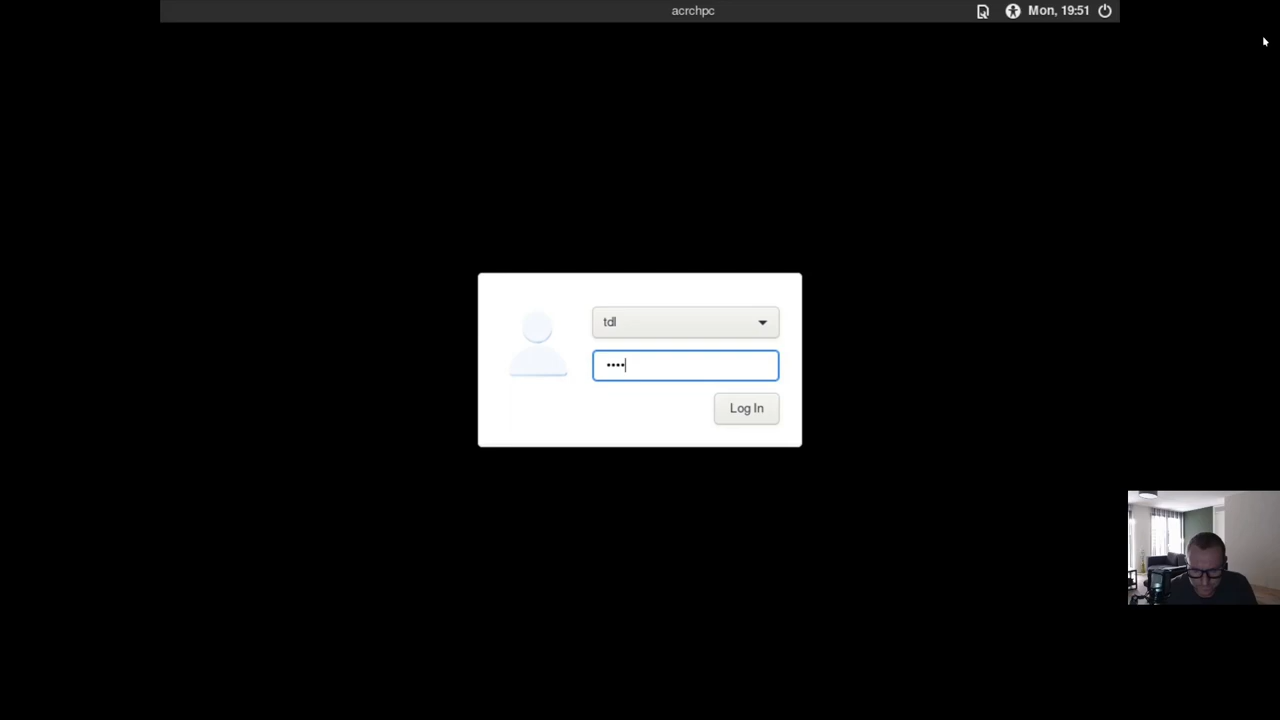 acrchpc
Mon, 19:51
tdl
••••
Log In